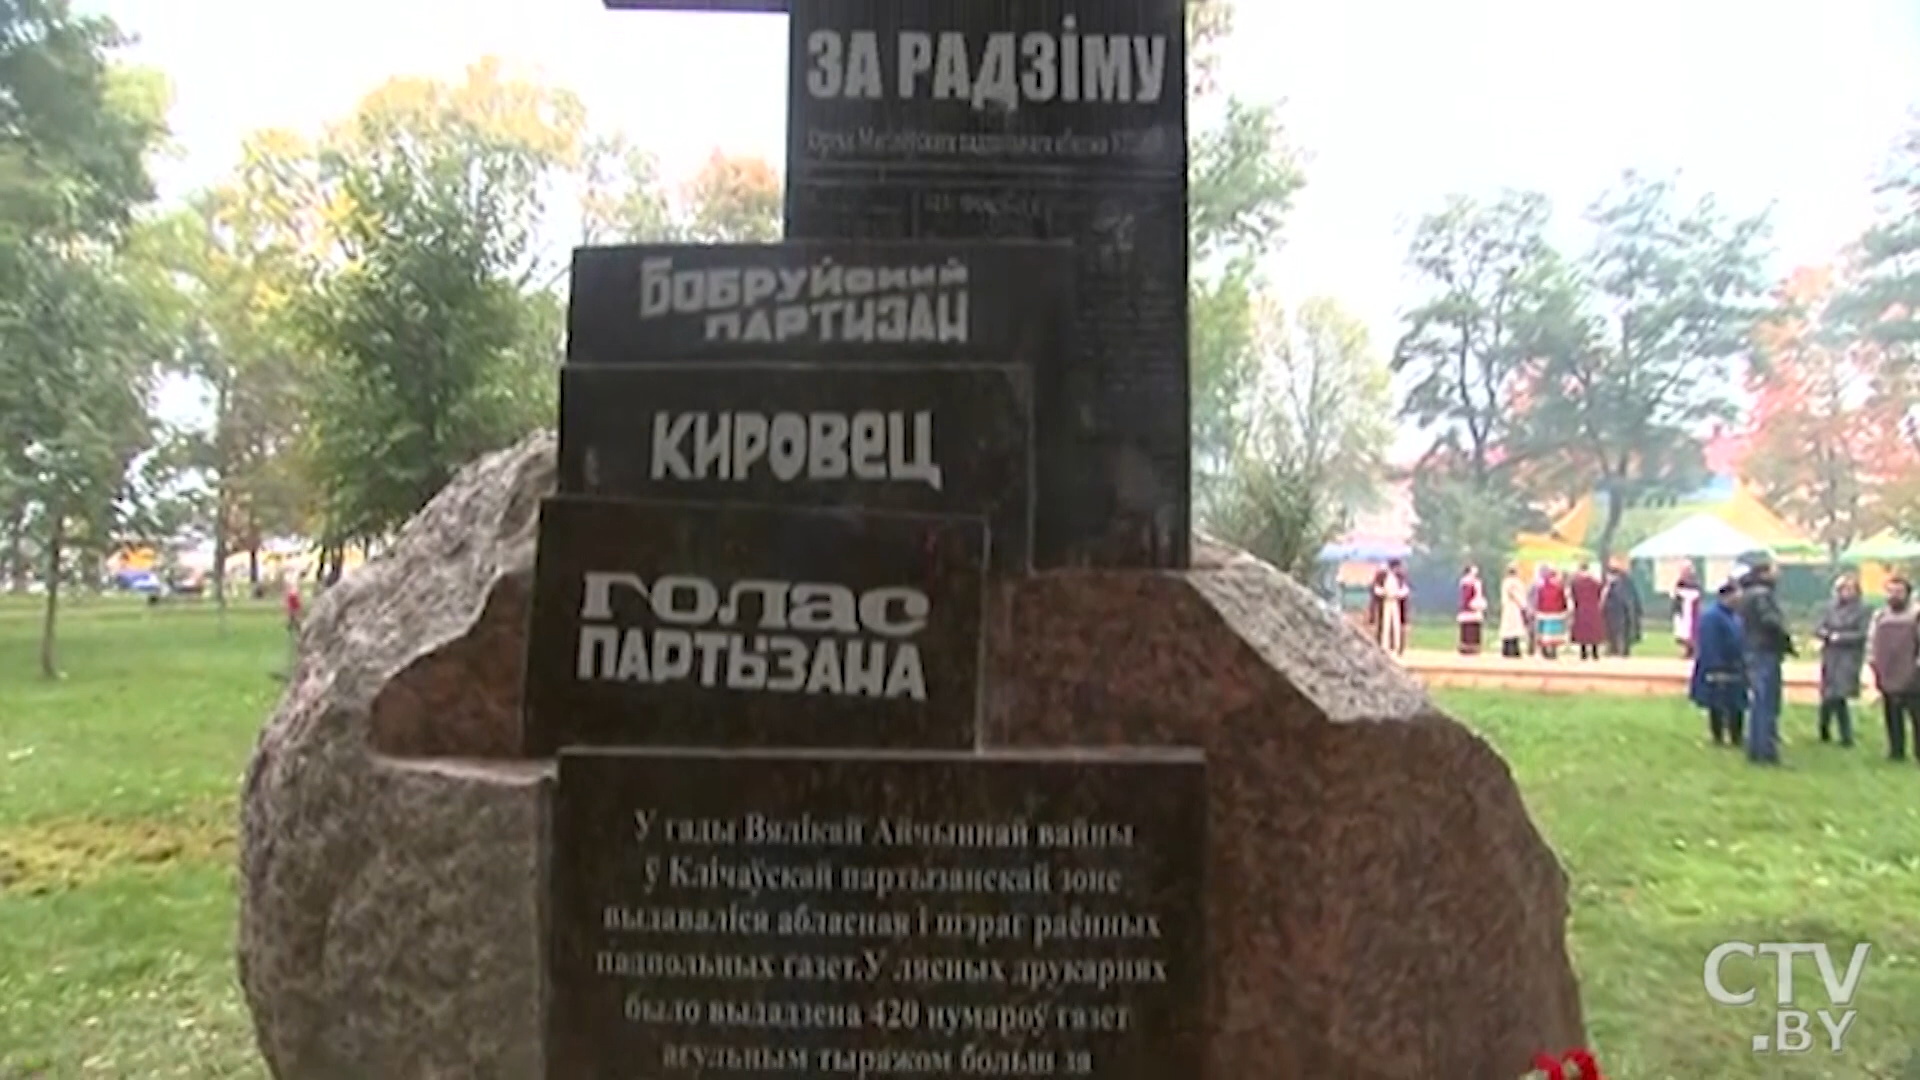 ЗА РАДЗІМУ
БОБРУЙСКИЙ
ПАРТИЗАН
КИРОВЕЦ
ГОЛАС
ПАРТЫЗАНА
У гады Вялікай Айчыннай вайны
ў Клічаўскай партызанскай зоне
выдаваліся абласная і шэраг раённых
падпольных газет.У лясных друкарнях
было выдадзена 420 нумароў газет
агульным тыражом больш за
CTV
.BY